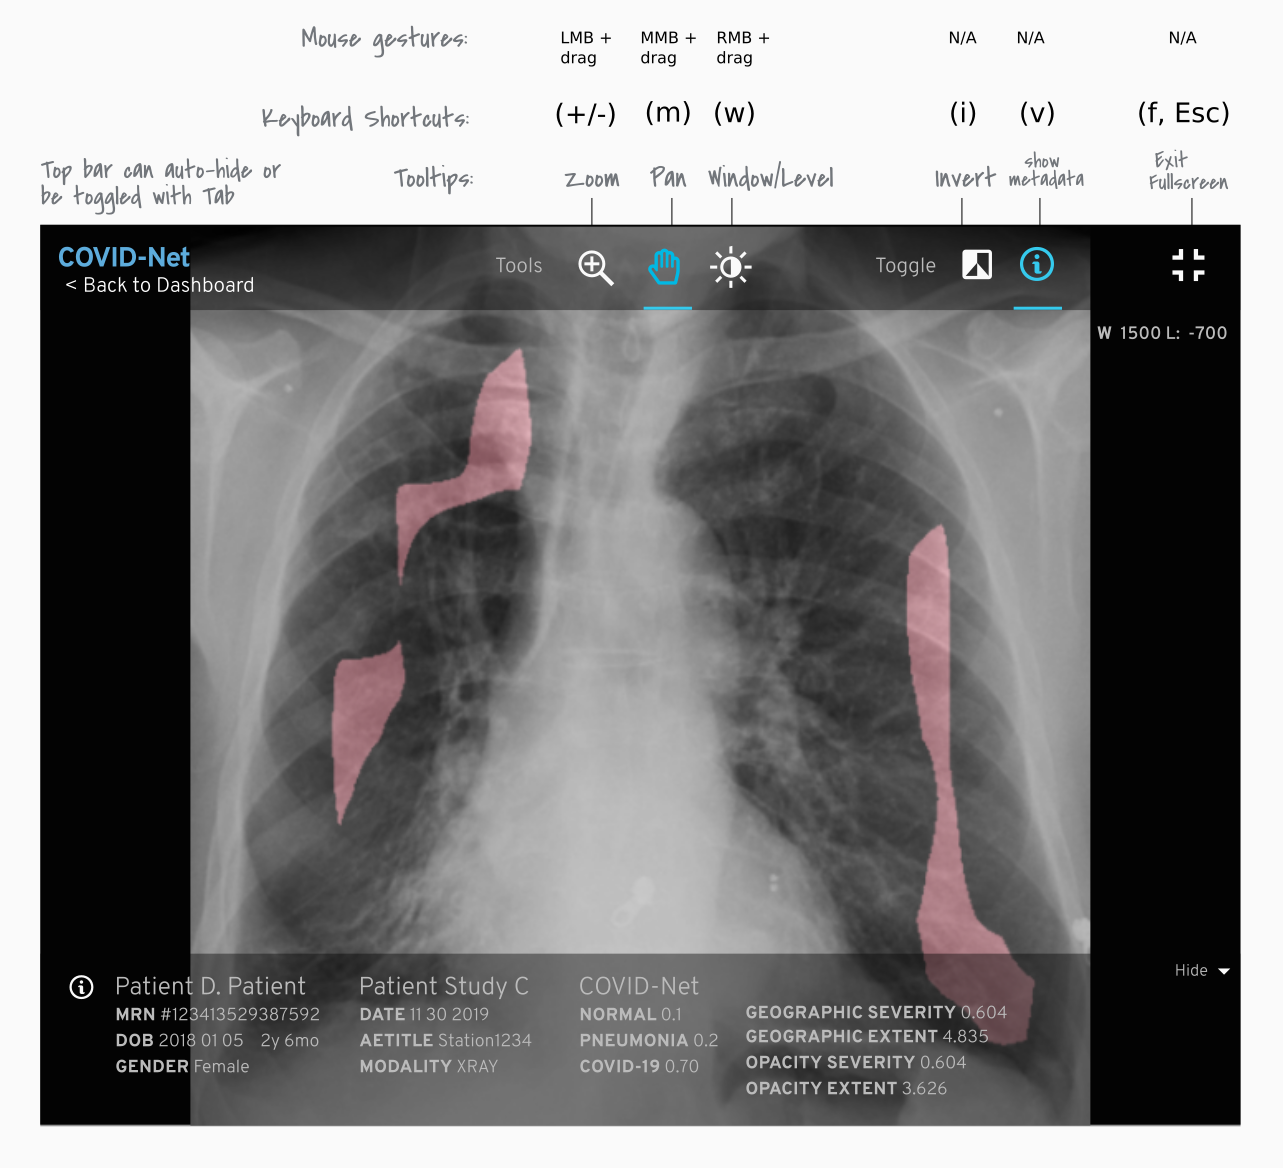 Mouse gestures:
LMB + drag
MMB + drag
RMB + drag
N/A
N/A
N/A
Keyboard Shortcuts:
(+/-)
(m)
(w)
(i)
(v)
(f, Esc)
Top bar can auto-hide or
be toggled with Tab
Tooltips:
Zoom
Pan
Window/Level
Invert
show
metadata
Exit
Fullscreen
COVID-Net
< Back to Dashboard
Tools
Toggle
W 1500 L: -700
Hide
Patient D. Patient
MRN #123413529387592
DOB 2018 01 05 2y 6mo
GENDER Female
Patient Study C
DATE 11 30 2019
AETITLE Station1234
MODALITY XRAY
COVID-Net
NORMAL 0.1
PNEUMONIA 0.2
COVID-19 0.70
GEOGRAPHIC SEVERITY 0.604
GEOGRAPHIC EXTENT 4.835
OPACITY SEVERITY 0.604
OPACITY EXTENT 3.626